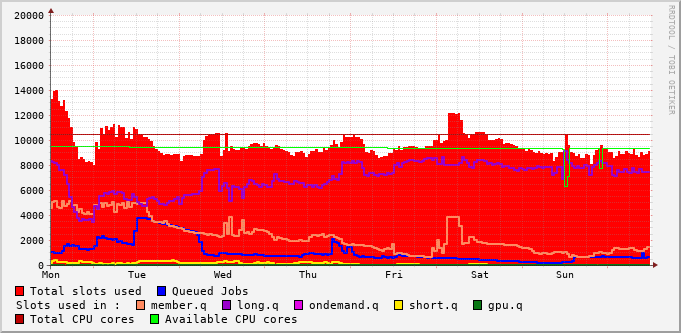 20000
18000
16000
14000
12000
10000
8000
6000
4000
2000
0
Mon Tue Wed Thu Fri Sat Sun
Total slots used Queued Jobs
Slots used in : member.q long.q ondemand.q short.q gpu.q
Total CPU cores Available CPU cores
RRDTOOL / TOBI OETIKER